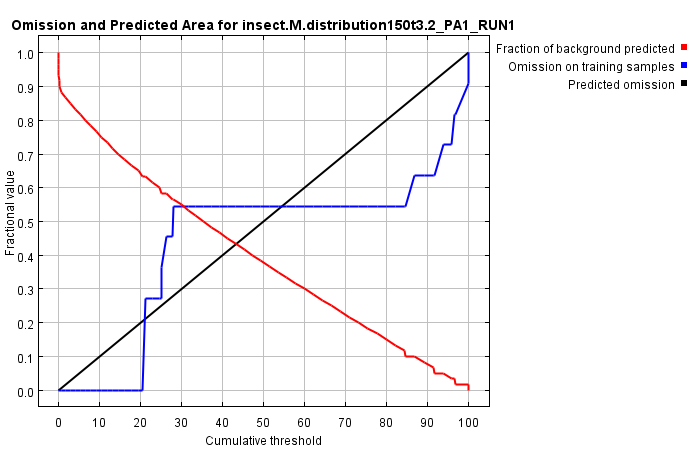 Omission and Predicted Area for insect.M.distribution150t3.2_PA1_RUN1
Fraction of background predicted
Omission on training samples
Predicted omission
Fractional value
1.0
0.9
0.8
0.7
0.6
0.5
0.4
0.3
0.2
0.1
0.0
0 10 20 30 40 50 60 70 80 90 100
Cumulative threshold